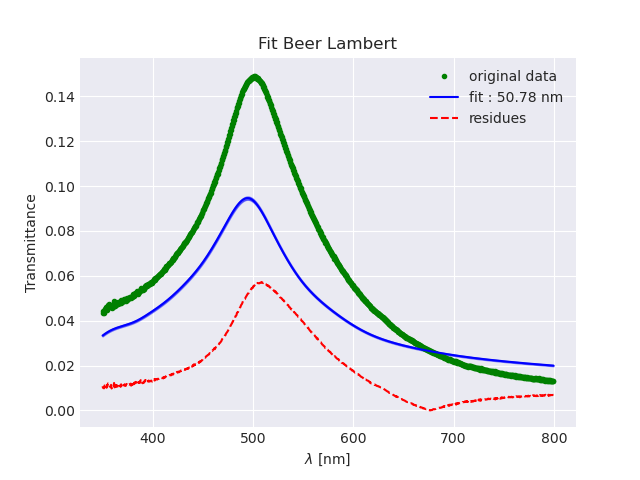 Fit Beer Lambert
original data
fit : 50.78 nm
residues
Transmittance
0.14
0.12
0.10
0.08
0.06
0.04
0.02
0.00
400 500 600 700 800
λ [nm]